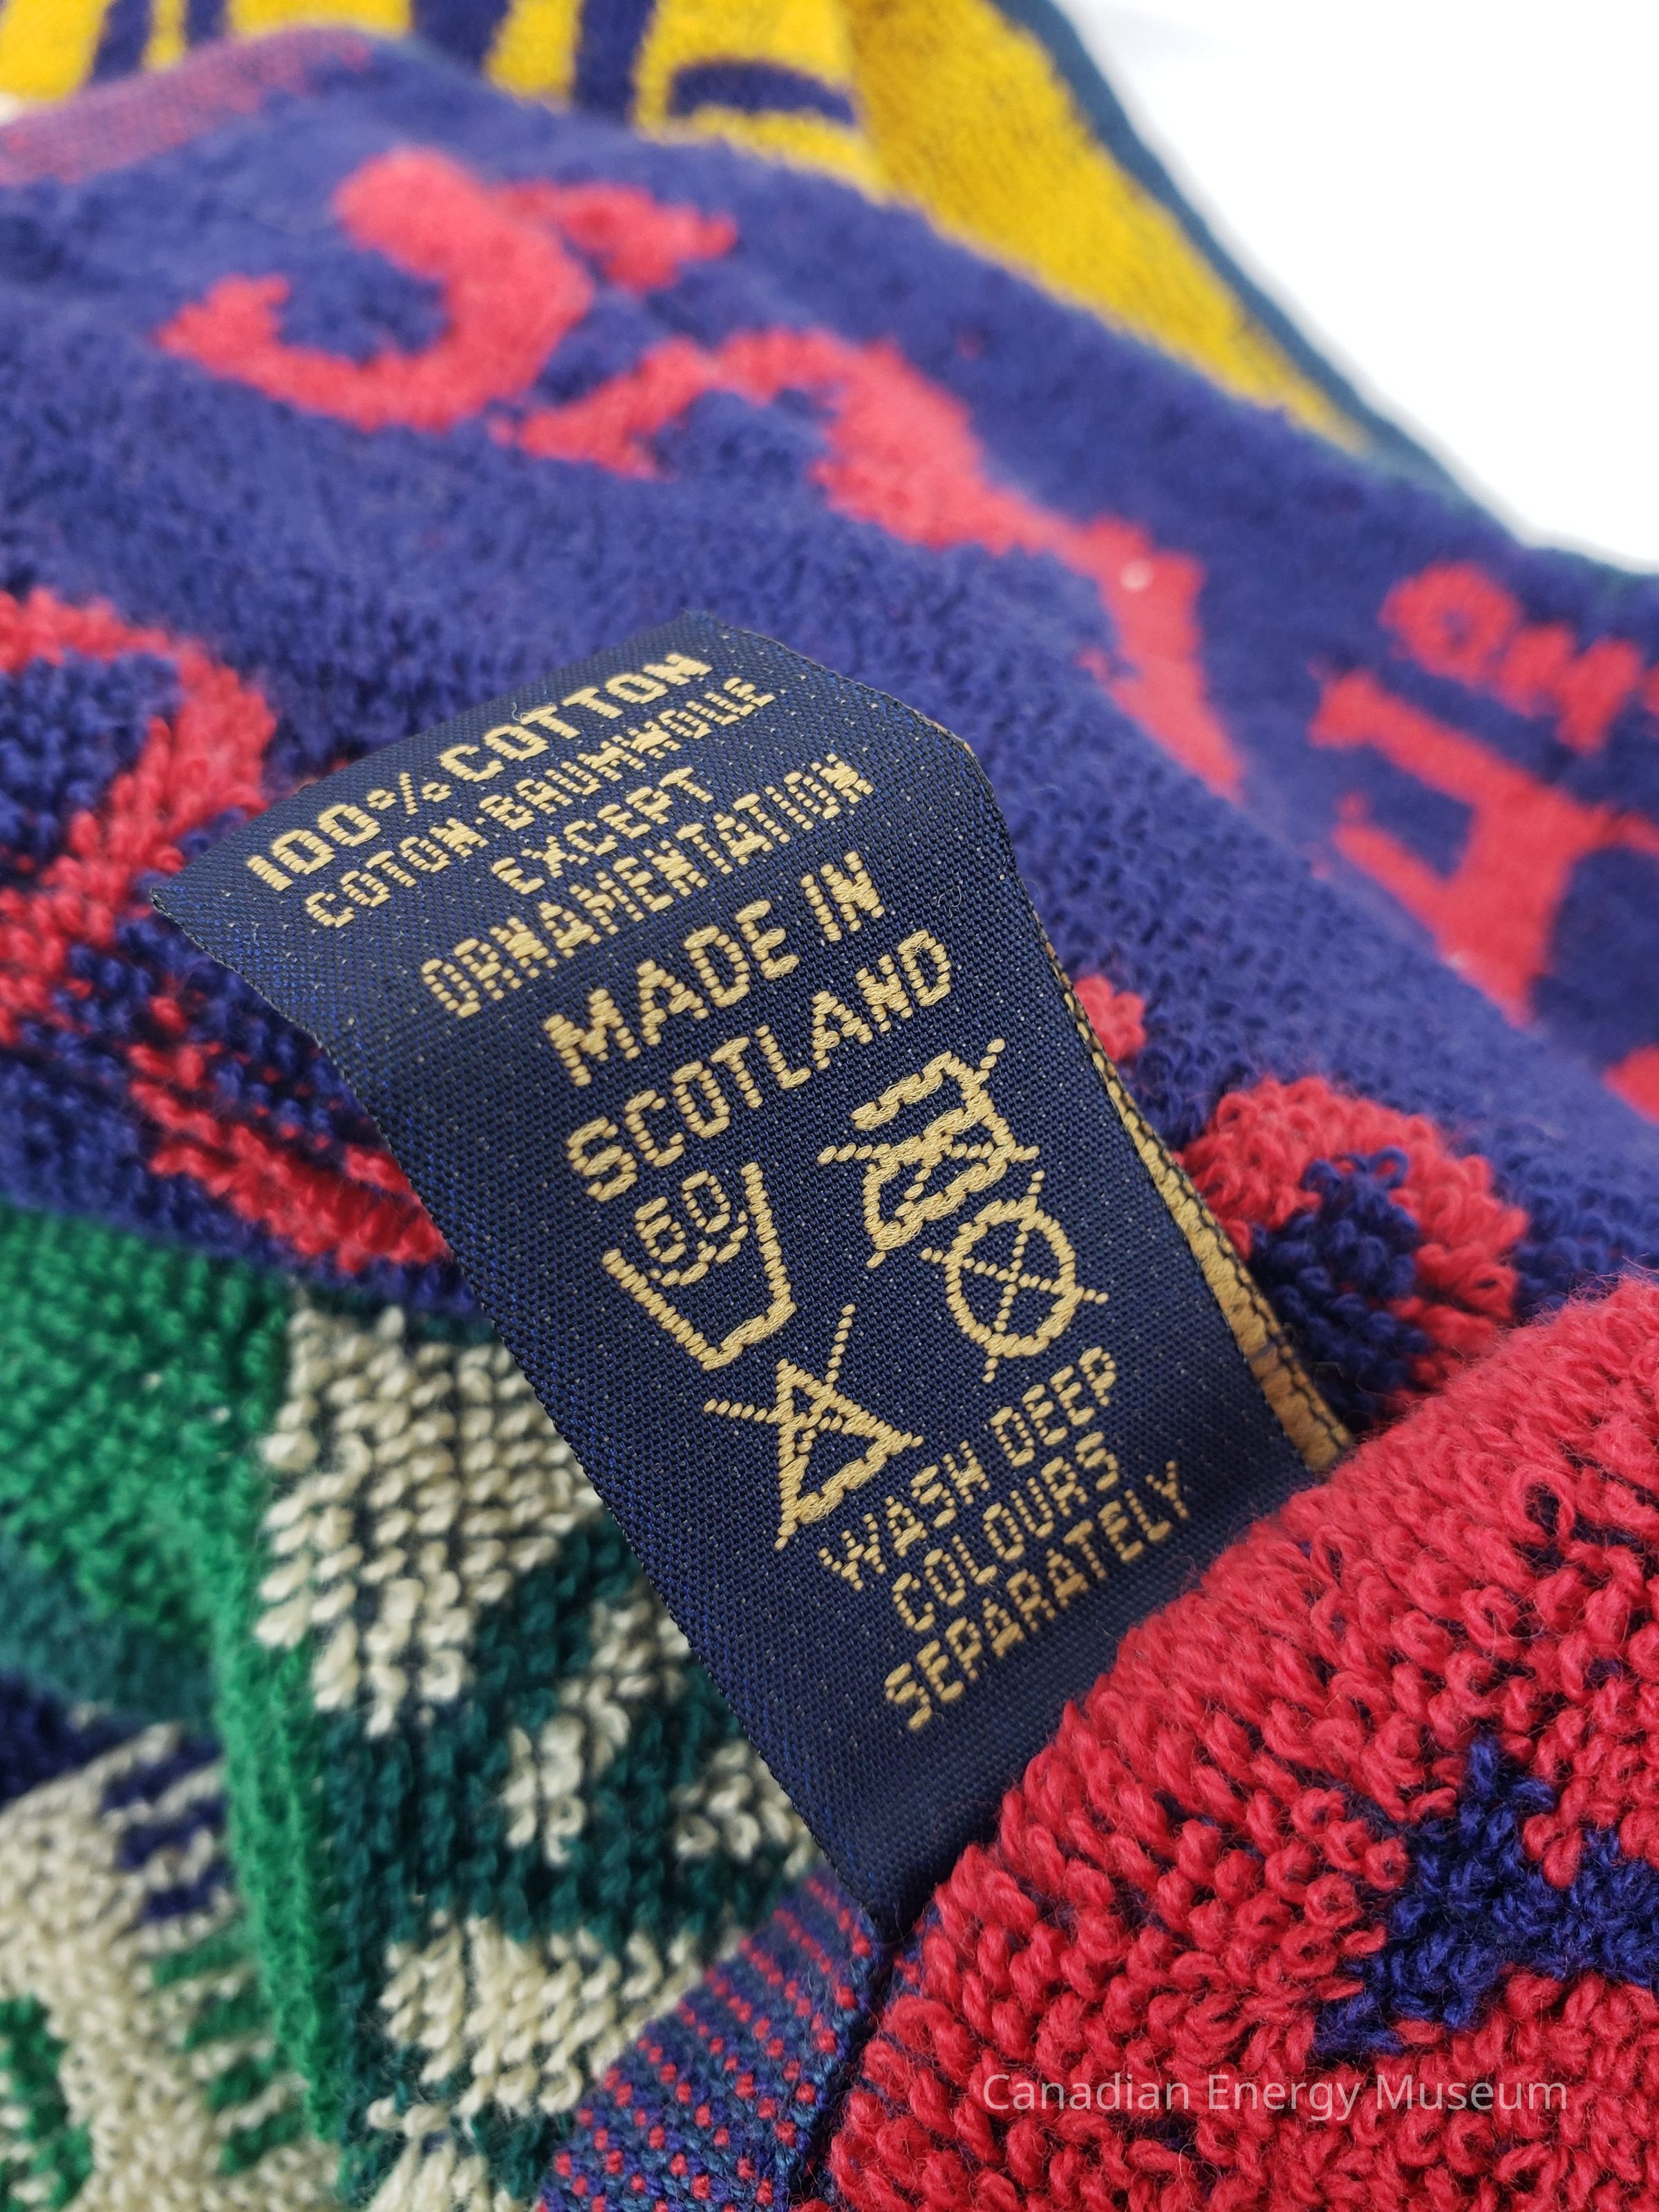 100% COTTON
COTON·BAUMWOLLE
EXCEPT
ORNAMENTATION
MADE IN
SCOTLAND
60
WASH DEEP
COLOURS
SEPARATELY
Canadian Energy Museum